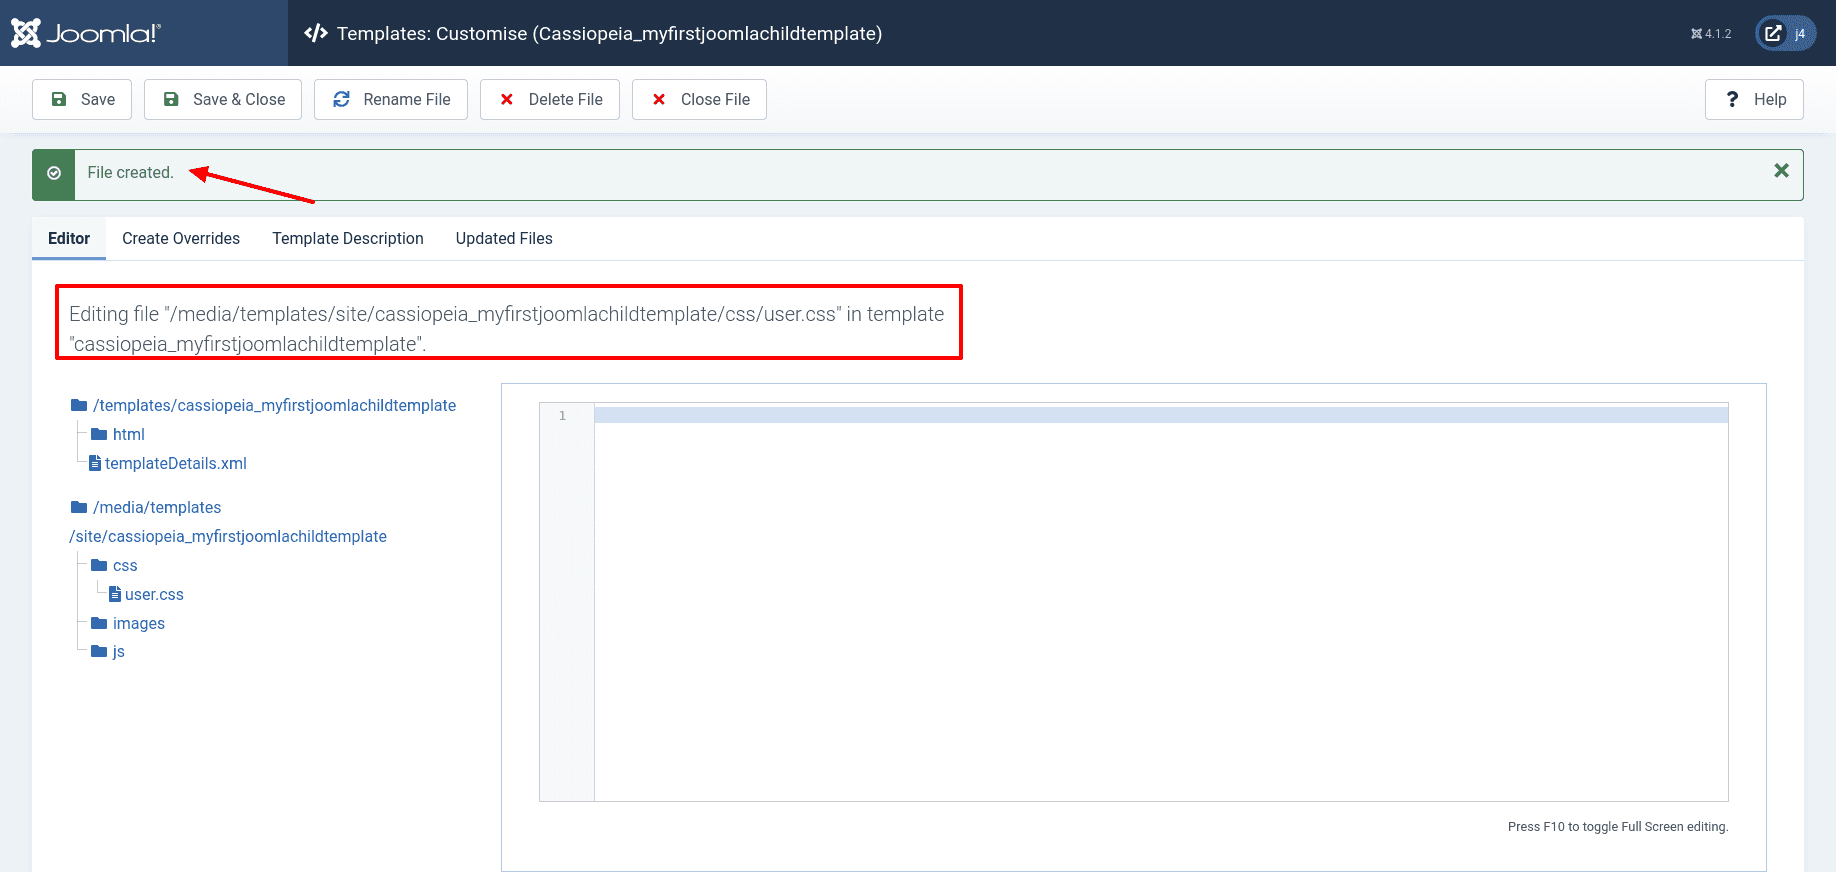 Joomla!®
Templates: Customise (Cassiopeia_myfirstjoomlachildtemplate)
4.1.2
j4
Save
Save & Close
Rename File
Delete File
Close File
? Help
File created.
Editor
Create Overrides
Template Description
Updated Files
Editing file "/media/templates/site/cassiopeia_myfirstjoomlachildtemplate/css/user.css" in template
"cassiopeia_myfirstjoomlachildtemplate".
/templates/cassiopeia_myfirstjoomlachildtemplate
html
templateDetails.xml
/media/templates
/site/cassiopeia_myfirstjoomlachildtemplate
css
user.css
images
js
1
Press F10 to toggle Full Screen editing.